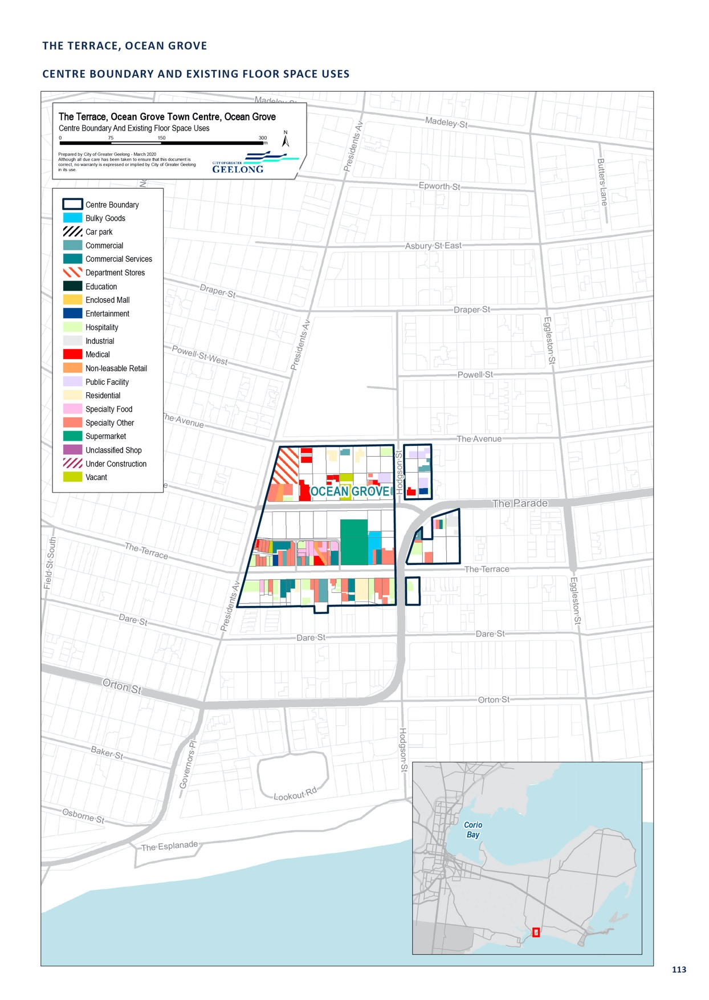 THE TERRACE, OCEAN GROVE
CENTRE BOUNDARY AND EXISTING FLOOR SPACE USES
Madeley St
The Terrace, Ocean Grove Town Centre, Ocean Grove
Centre Boundary And Existing Floor Space Uses
0 75 150 300
m
N
Prepared by City of Greater Geelong - March 2020
Although all due care has been taken to ensure that this document is
correct, no warranty is expressed or implied by City of Greater Geelong
in its use.
CITY OF GREATER
GEELONG
Centre Boundary
Bulky Goods
Car park
Commercial
Commercial Services
Department Stores
Education
Enclosed Mall
Entertainment
Hospitality
Industrial
Medical
Non-leasable Retail
Public Facility
Residential
Specialty Food
Specialty Other
Supermarket
Unclassified Shop
Under Construction
Vacant
Madeley St
Presidents Av
Butters Lane
Epworth St
Asbury St East
Draper St
Draper St
Presidents Av
Eggleston St
Powell St West
Powell St
The Avenue
The Avenue
Hodgson St
OCEAN GROVE
The Parade
Field St South
The Terrace
The Terrace
Presidents Av
Eggleston St
Dare St
Dare St
Dare St
Orton St
Orton St
Baker St
Governors Pl
Hodgson St
Lookout Rd
Osborne St
The Esplanade
Corio
Bay
113